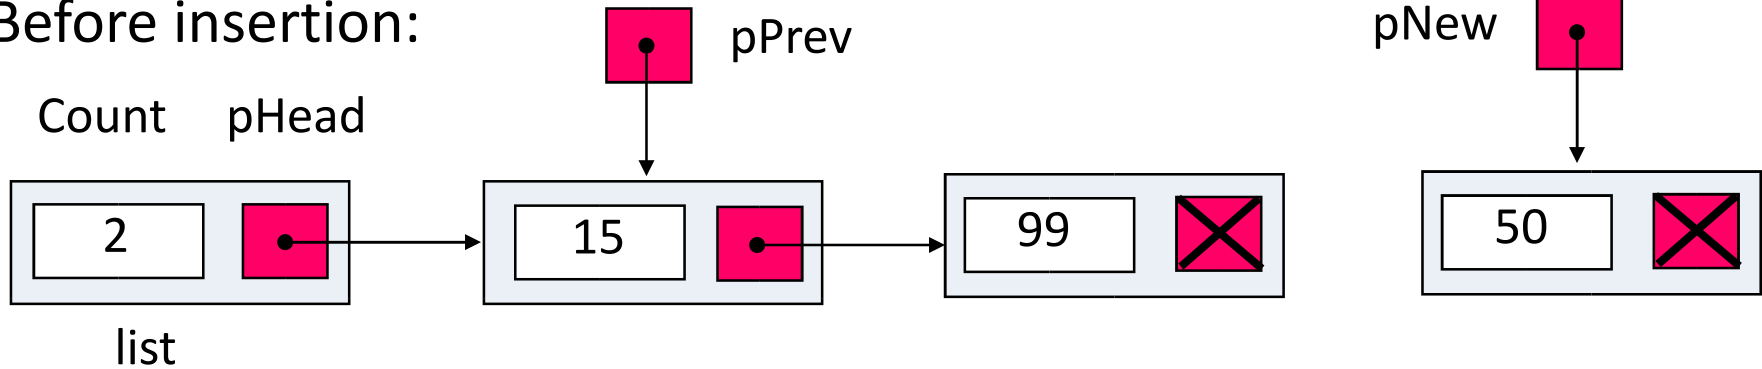 Before insertion:
pPrev
pNew
Count
pHead
2
15
99
50
list